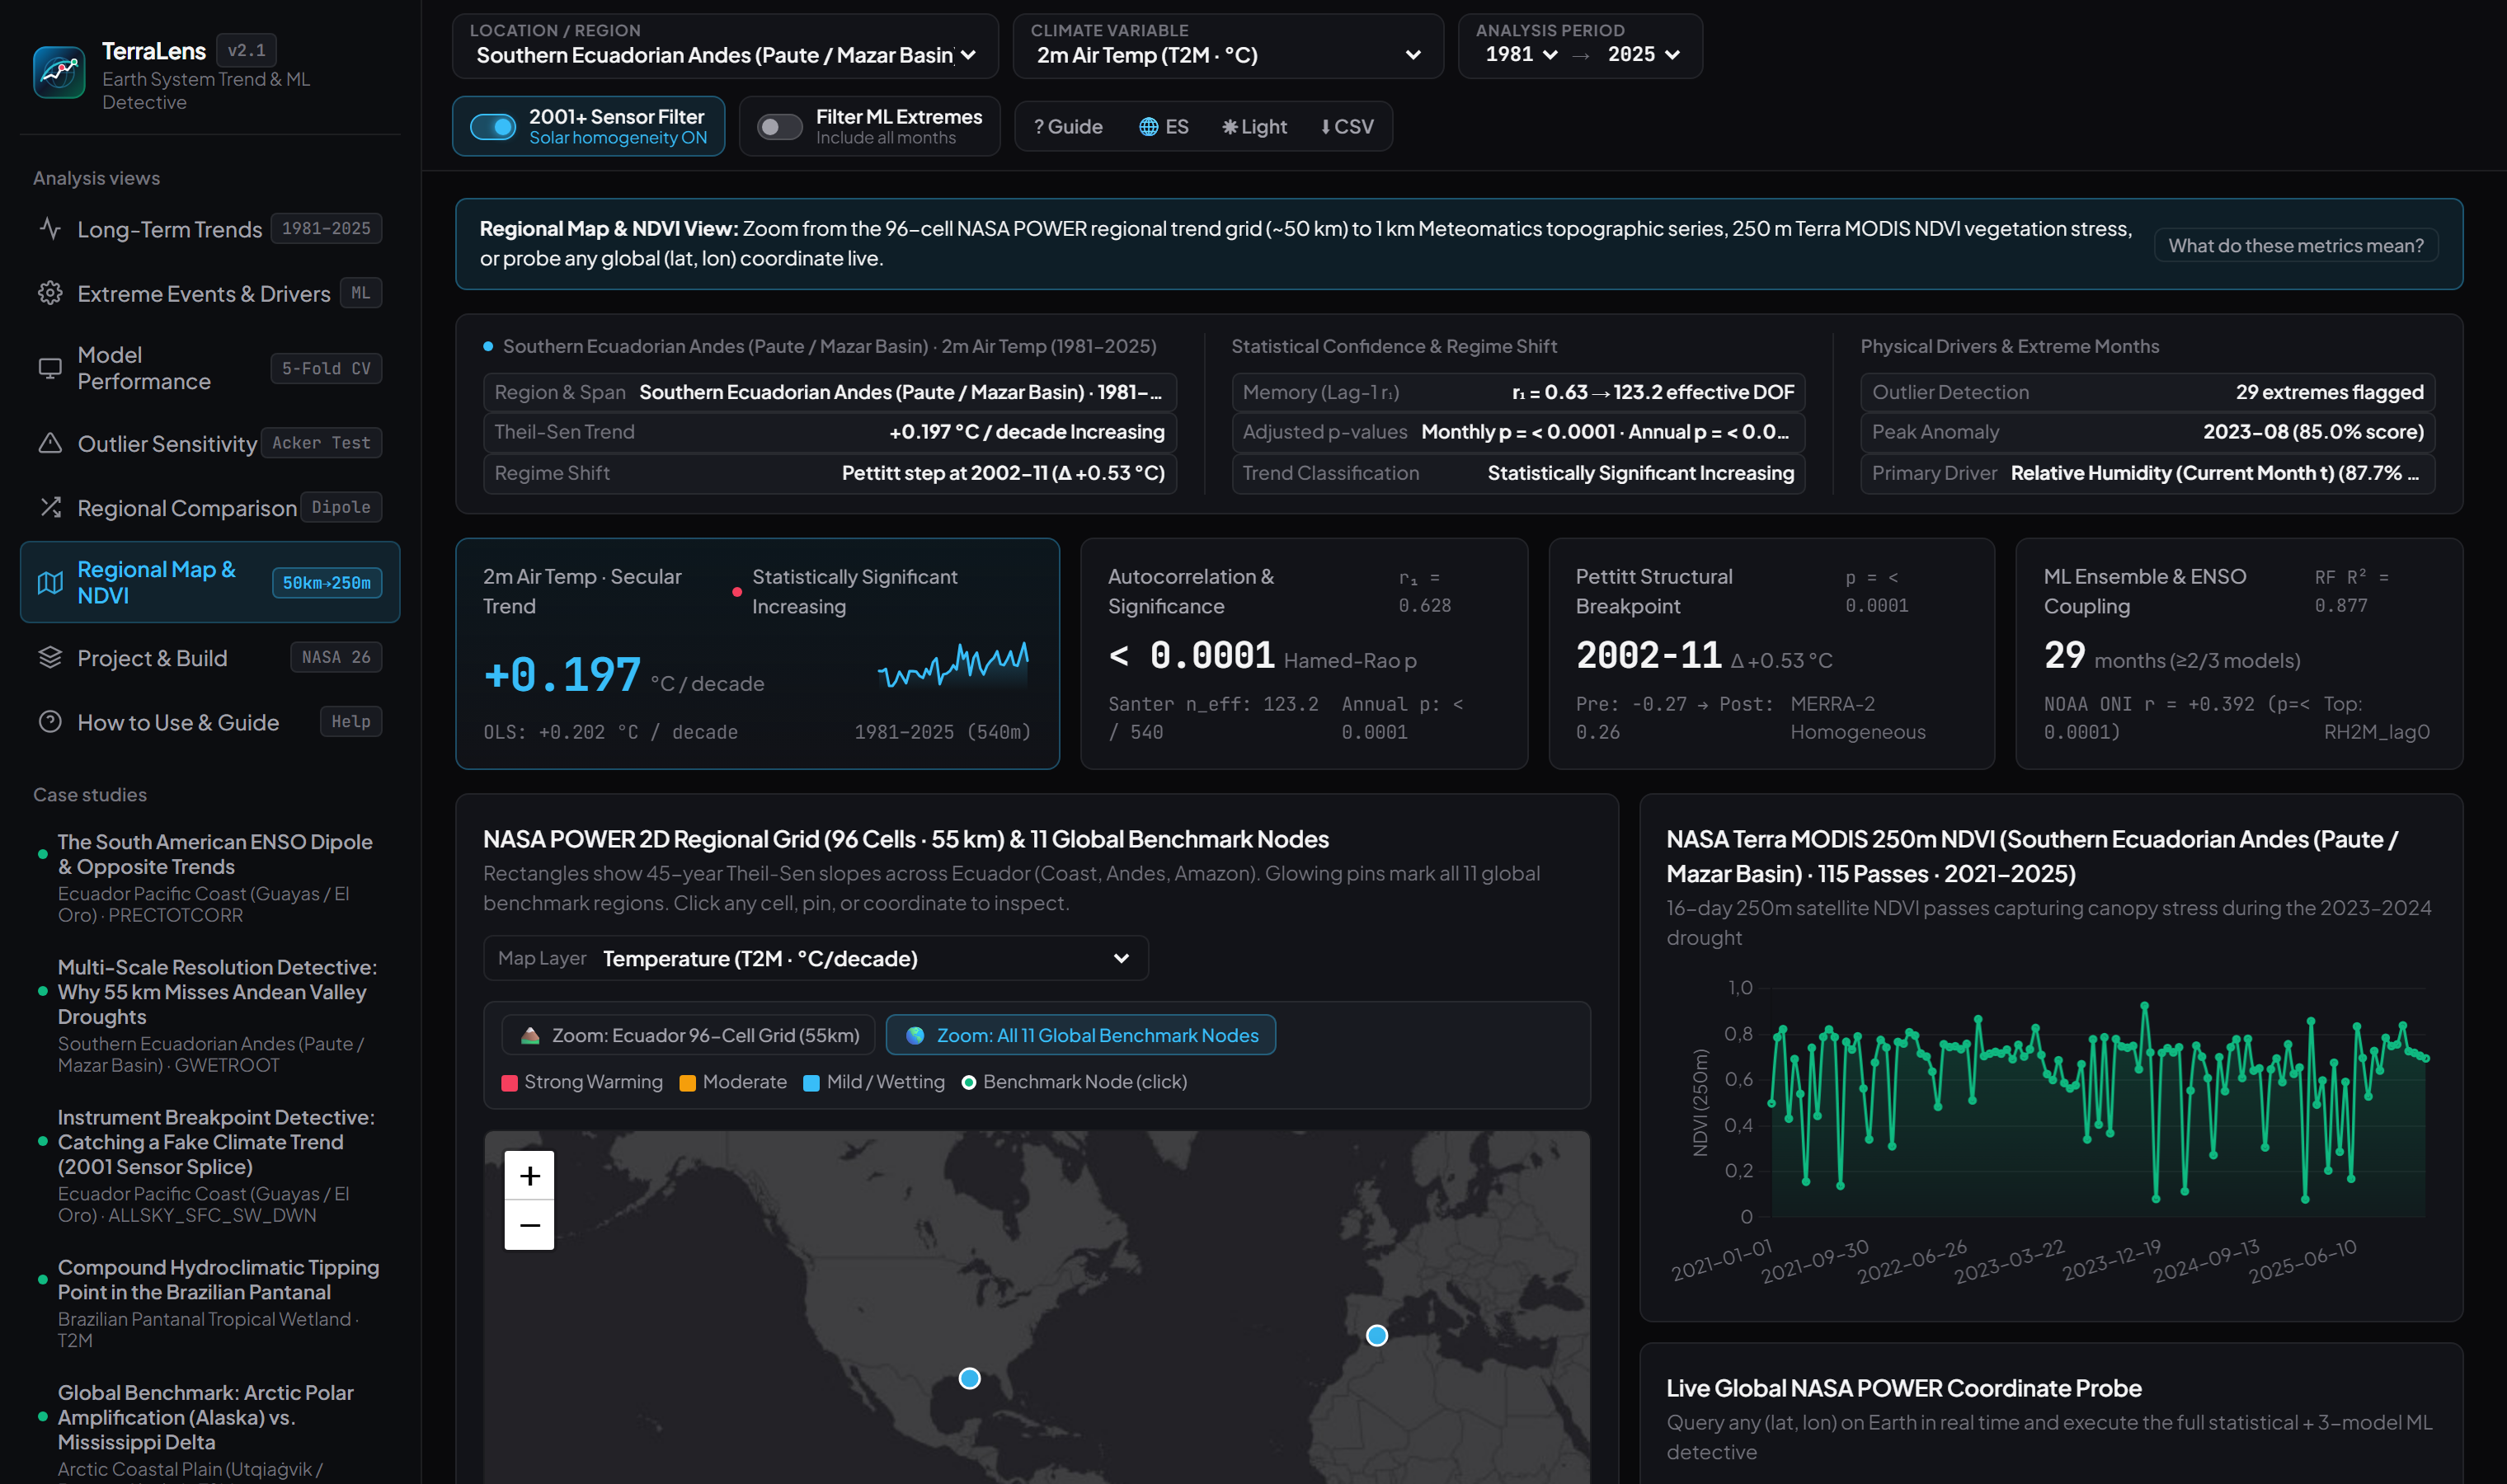 TerraLens v2.1
Earth System Trend & ML
Detective
Analysis views
Long-Term Trends 1981–2025
Extreme Events & Drivers ML
Model
Performance 5-Fold CV
Outlier Sensitivity Acker Test
Regional Comparison Dipole
Regional Map &
NDVI 50km→250m
Project & Build NASA 26
How to Use & Guide Help
Case studies
The South American ENSO Dipole
& Opposite Trends
Ecuador Pacific Coast (Guayas / El
Oro) · PRECTOTCORR
Multi-Scale Resolution Detective:
Why 55 km Misses Andean Valley
Droughts
Southern Ecuadorian Andes (Paute /
Mazar Basin) · GWETROOT
Instrument Breakpoint Detective:
Catching a Fake Climate Trend
(2001 Sensor Splice)
Ecuador Pacific Coast (Guayas / El
Oro) · ALLSKY_SFC_SW_DWN
Compound Hydroclimatic Tipping
Point in the Brazilian Pantanal
Brazilian Pantanal Tropical Wetland ·
T2M
Global Benchmark: Arctic Polar
Amplification (Alaska) vs.
Mississippi Delta
Arctic Coastal Plain (Utqiaġvik /
LOCATION / REGION
Southern Ecuadorian Andes (Paute / Mazar Basin)
CLIMATE VARIABLE
2m Air Temp (T2M · °C)
ANALYSIS PERIOD
1981 → 2025
2001+ Sensor Filter
Solar homogeneity ON
Filter ML Extremes
Include all months
? Guide
ES
Light
CSV
Regional Map & NDVI View: Zoom from the 96–cell NASA POWER regional trend grid (~50 km) to 1 km Meteomatics topographic series, 250 m Terra MODIS NDVI vegetation stress,
or probe any global (lat, lon) coordinate live.
What do these metrics mean?
Southern Ecuadorian Andes (Paute / Mazar Basin) · 2m Air Temp (1981–2025)
Region & Span Southern Ecuadorian Andes (Paute / Mazar Basin) · 1981–…
Theil-Sen Trend +0.197 °C / decade Increasing
Regime Shift Pettitt step at 2002-11 (Δ +0.53 °C)
Statistical Confidence & Regime Shift
Memory (Lag-1 r₁) r₁ = 0.63 → 123.2 effective DOF
Adjusted p-values Monthly p = < 0.0001 · Annual p = < 0.0…
Trend Classification Statistically Significant Increasing
Physical Drivers & Extreme Months
Outlier Detection 29 extremes flagged
Peak Anomaly 2023-08 (85.0% score)
Primary Driver Relative Humidity (Current Month t) (87.7% …
2m Air Temp · Secular
Trend
Statistically Significant
Increasing
+0.197 °C / decade
OLS: +0.202 °C / decade 1981–2025 (540m)
Autocorrelation &
Significance
r₁ =
0.628
< 0.0001 Hamed-Rao p
Santer n_eff: 123.2
/ 540
Annual p: <
0.0001
Pettitt Structural
Breakpoint
p = <
0.0001
2002-11 Δ +0.53 °C
Pre: -0.27 → Post:
0.26
MERRA-2
Homogeneous
ML Ensemble & ENSO
Coupling
RF R² =
0.877
29 months (≥2/3 models)
NOAA ONI r = +0.392 (p=<
0.0001)
Top:
RH2M_lag0
NASA POWER 2D Regional Grid (96 Cells · 55 km) & 11 Global Benchmark Nodes
Rectangles show 45–year Theil-Sen slopes across Ecuador (Coast, Andes, Amazon). Glowing pins mark all 11 global
benchmark regions. Click any cell, pin, or coordinate to inspect.
Map Layer Temperature (T2M · °C/decade)
Zoom: Ecuador 96–Cell Grid (55km)
Zoom: All 11 Global Benchmark Nodes
Strong Warming Moderate Mild / Wetting Benchmark Node (click)
+
−
NASA Terra MODIS 250m NDVI (Southern Ecuadorian Andes (Paute /
Mazar Basin) · 115 Passes · 2021–2025)
16–day 250m satellite NDVI passes capturing canopy stress during the 2023–2024
drought
NDVI (250m)
1,0
0,8
0,6
0,4
0,2
0
2021-01-01
2021-09-30
2022-06-26
2023-03-22
2023-12-19
2024-09-13
2025-06-10
Live Global NASA POWER Coordinate Probe
Query any (lat, lon) on Earth in real time and execute the full statistical + 3–model ML
detective